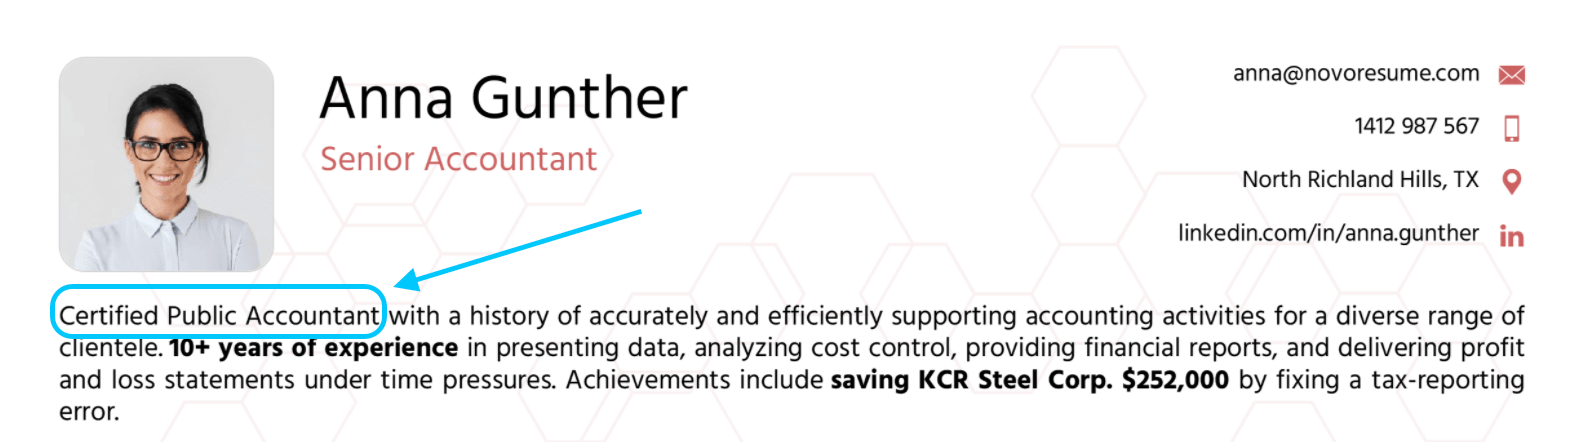 Anna Gunther
Senior Accountant
anna@novoresume.com
1412 987 567
North Richland Hills, TX
linkedin.com/in/anna.gunther
in
Certified Public Accountant with a history of accurately and efficiently supporting accounting activities for a diverse range of
clientele. 10+ years of experience in presenting data, analyzing cost control, providing financial reports, and delivering profit
and loss statements under time pressures. Achievements include saving KCR Steel Corp. $252,000 by fixing a tax-reporting
error.